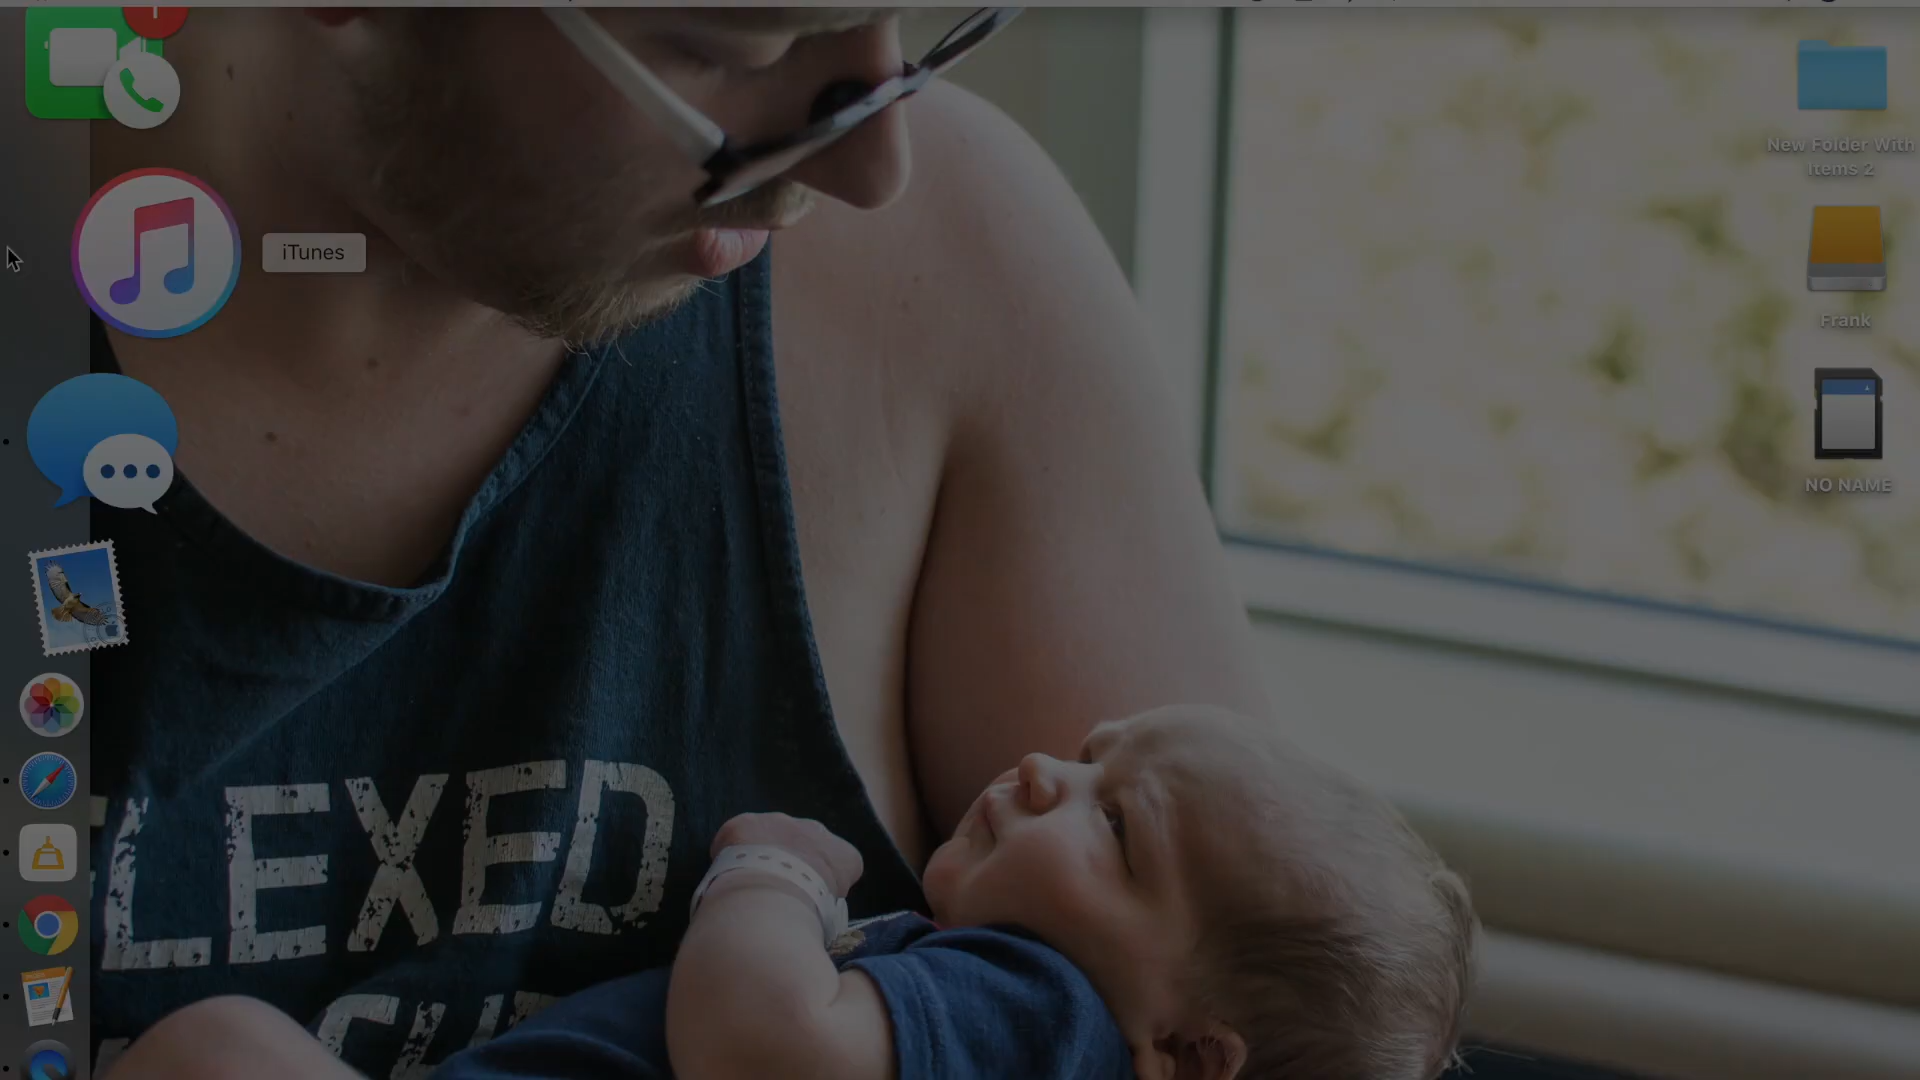 iTunes
New Folder With
Items 2
Frank
NO NAME
LEXED